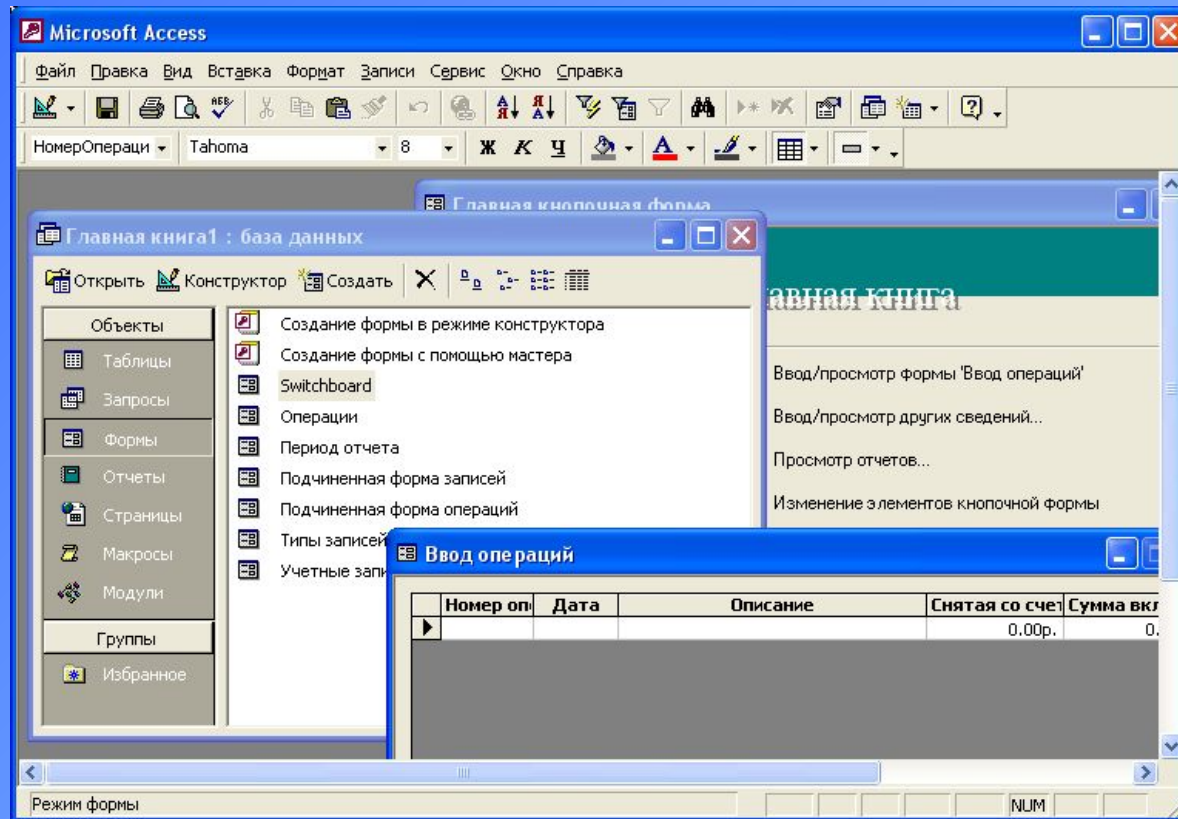 Microsoft Access
Файл Правка Вид Вставка Формат Записи Сервис Окно Справка
НомерОпераци Tahoma 8 Ж К Ч
Главная кнопочная форма
Главная книга1 : база данных
Открыть Конструктор Создать
авная книга
Объекты
Таблицы
Запросы
Формы
Отчеты
Страницы
Макросы
Модули
Группы
Избранное
Создание формы в режиме конструктора
Создание формы с помощью мастера
Switchboard
Операции
Период отчета
Подчиненная форма записей
Подчиненная форма операций
Типы записей
Учетные запи
Ввод/просмотр формы 'Ввод операций'
Ввод/просмотр других сведений...
Просмотр отчетов...
Изменение элементов кнопочной формы
Ввод операций
Номер опе Дата Описание Снятая со счет Сумма вкл
0.00р. 0.
Режим формы NUM